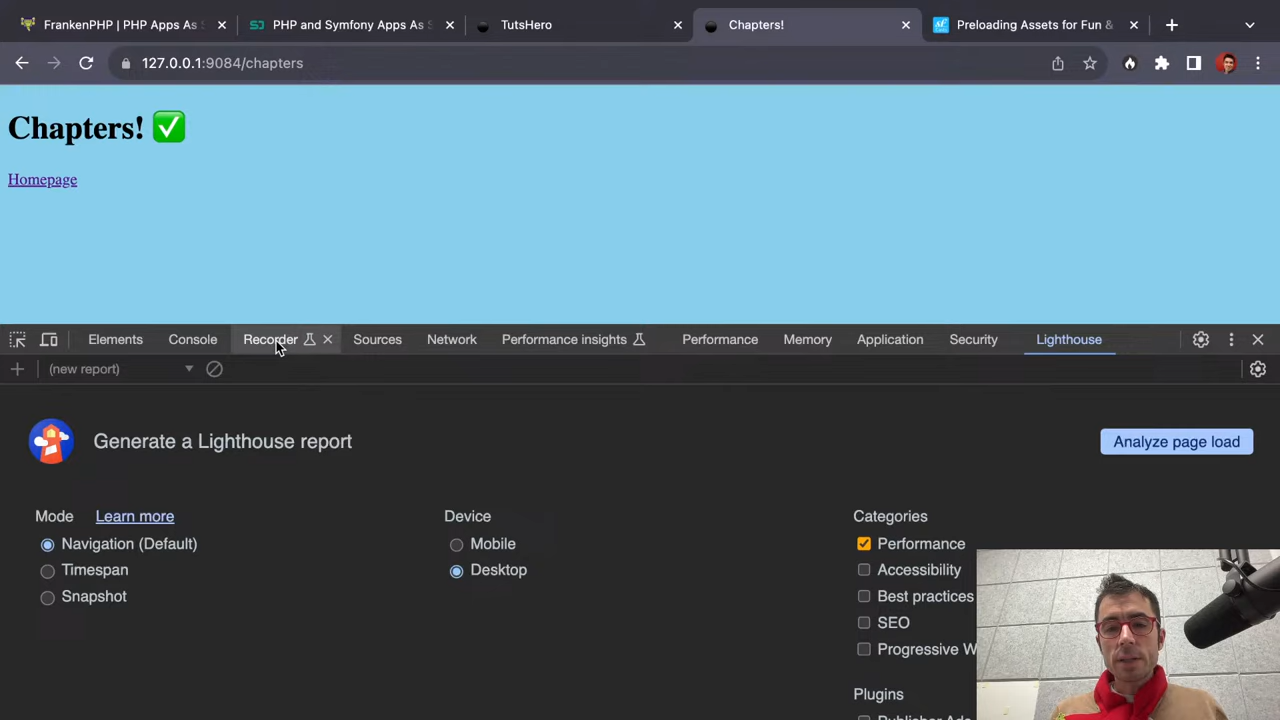 FrankenPHP | PHP Apps As S
PHP and Symfony Apps As S
TutsHero
Chapters!
Preloading Assets for Fun &
127.0.0.1:9084/chapters
Chapters! ✅
Homepage
Elements
Console
Recorder
Sources
Network
Performance insights
Performance
Memory
Application
Security
Lighthouse
(new report)
Generate a Lighthouse report
Analyze page load
Mode
Learn more
Device
Categories
Navigation (Default)
Mobile
Performance
Timespan
Desktop
Accessibility
Snapshot
Best practices
SEO
Progressive W
Plugins